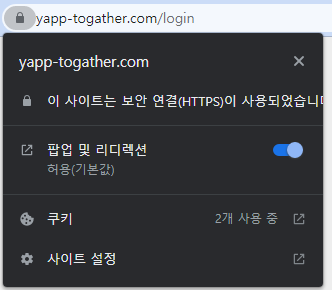 yapp-togather.com/login
yapp-togather.com
이 사이트는 보안 연결(HTTPS)이 사용되었습니
팝업 및 리디렉션
허용(기본값)
쿠키 2개 사용 중
사이트 설정